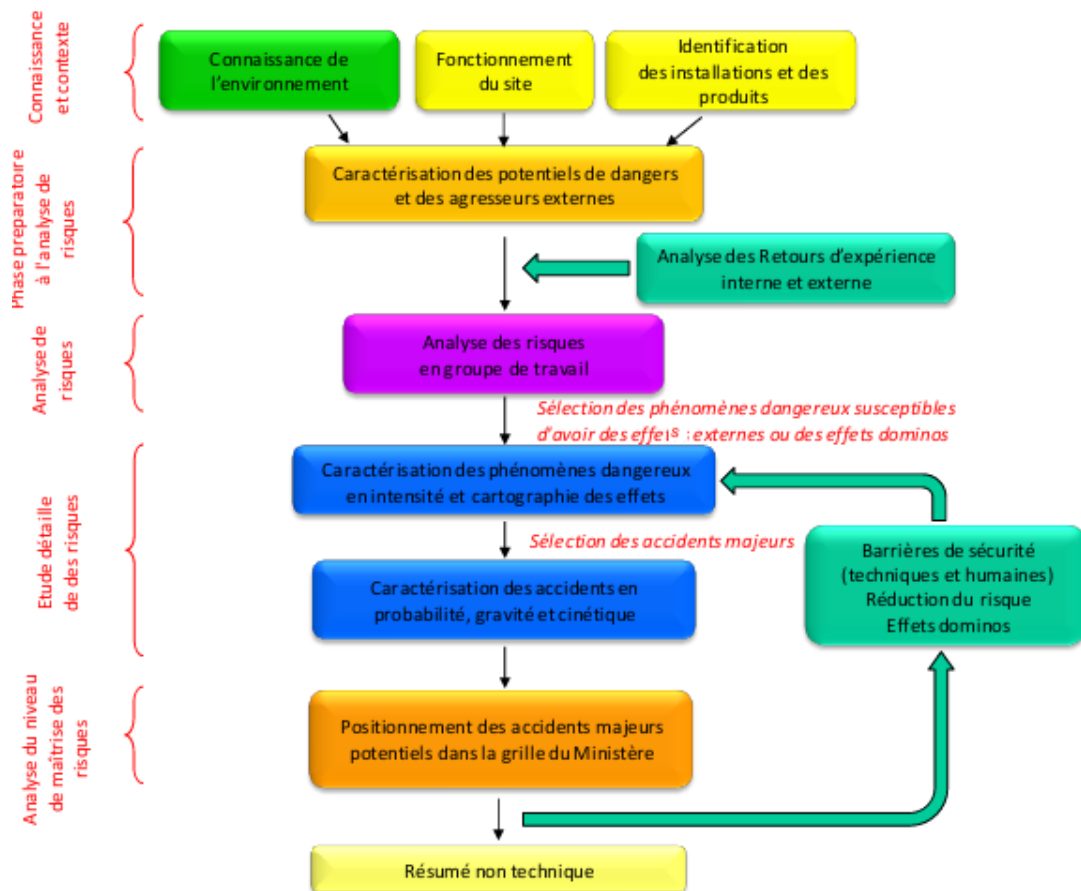 Connaissance
et contexte
Connaissance de
l'environnement
Fonctionnement
du site
Identification
des installations et des
produits
Phase preparatoire
à l'analyse de
risques
Caractérisation des potentiels de dangers
et des agresseurs externes
Analyse des Retours d'expérience
interne et externe
Analyse de
risques
Analyse des risques
en groupe de travail
Sélection des phénomènes dangereux susceptibles
d'avoir des effets : externes ou des effets dominos
Etude détaille
de des risques
Caractérisation des phénomènes dangereux
en intensité et cartographie des effets
Sélection des accidents majeurs
Caractérisation des accidents en
probabilité, gravité et cinétique
Barrières de sécurité
(techniques et humaines)
Réduction du risque
Effets dominos
Analyse du niveau
de maîtrise des
risques
Positionnement des accidents majeurs
potentiels dans la grille du Ministère
Résumé non technique